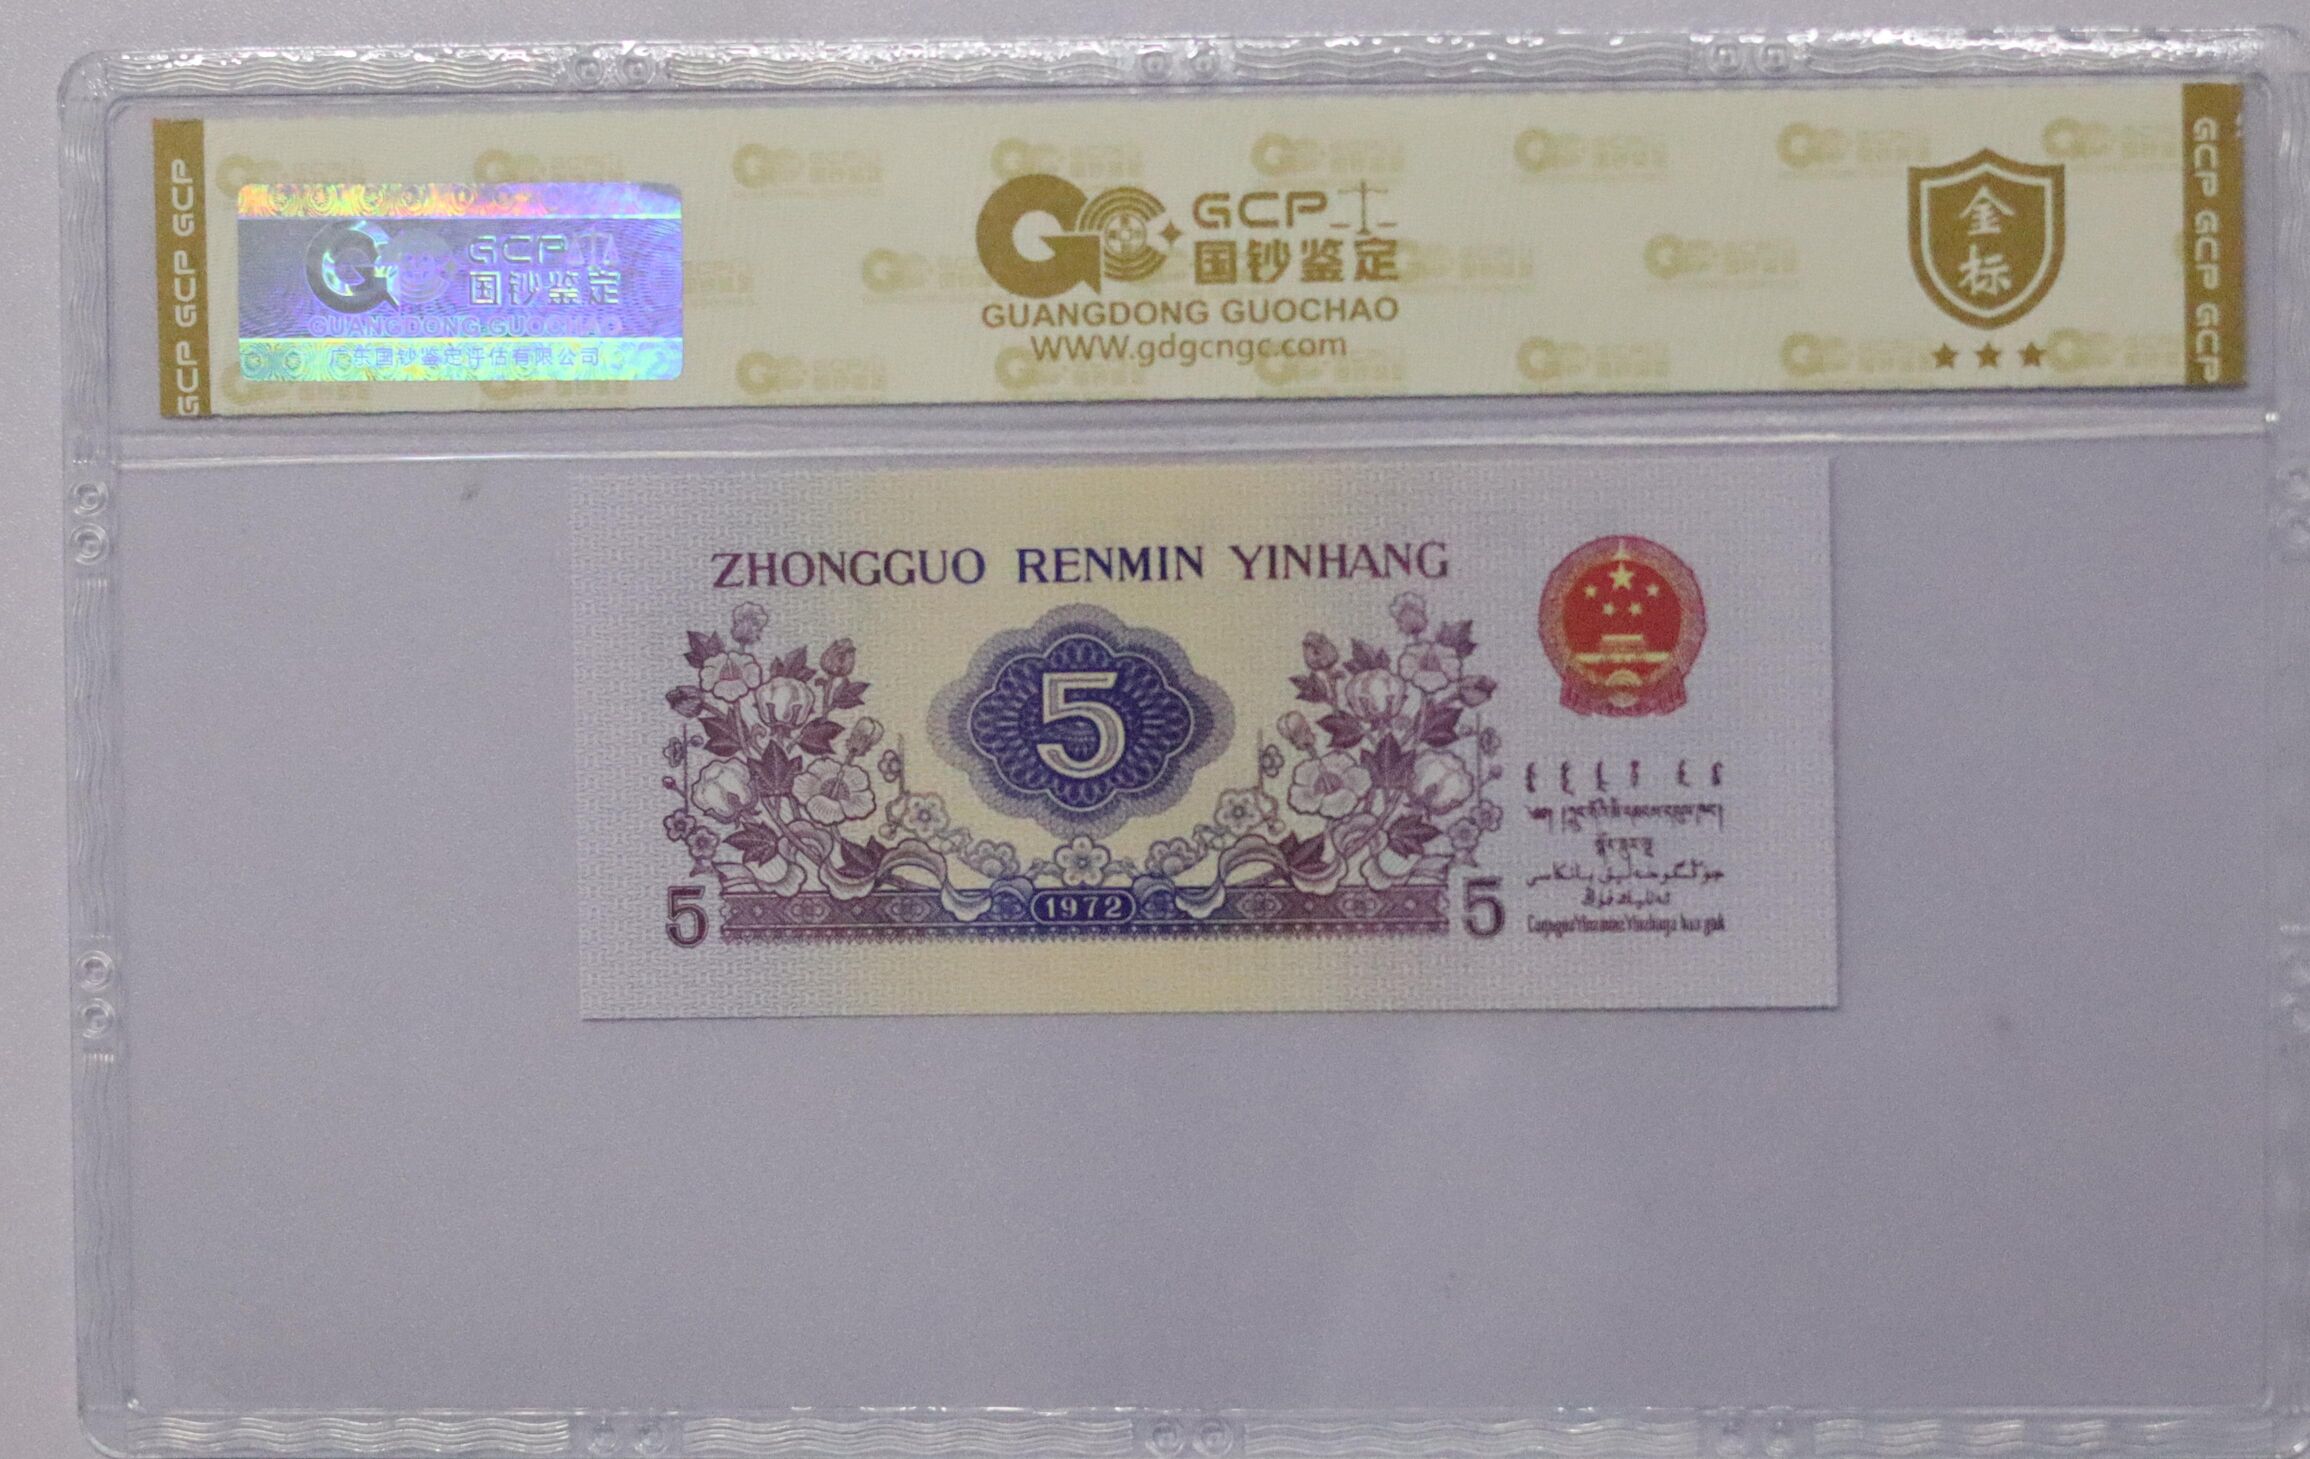 GCP GCP GCP
GCP
国钞鉴定
GUANGDONG GUOCHAO
广东国钞鉴定评估有限公司
GCP
国钞鉴定
GUANGDONG GUOCHAO
WWW.gdgcngc.com
金
标
GCP GCP GCP
ZHONGGUO RENMIN YINHANG
5
1972
5
5